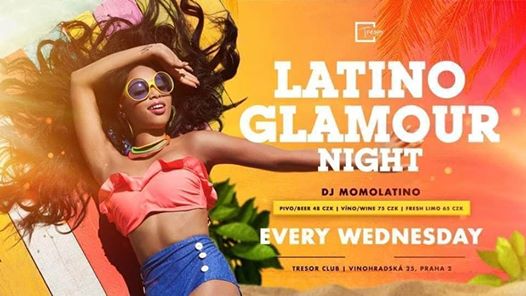 Tresor
LATINO
GLAMOUR
NIGHT
DJ MOMOLATINO
PIVO/BEER 48 CZK | VÍNO/WINE 75 CZK | FRESH LIMO 65 CZK
EVERY WEDNESDAY
TRESOR CLUB | VINOHRADSKÁ 25, PRAHA 2